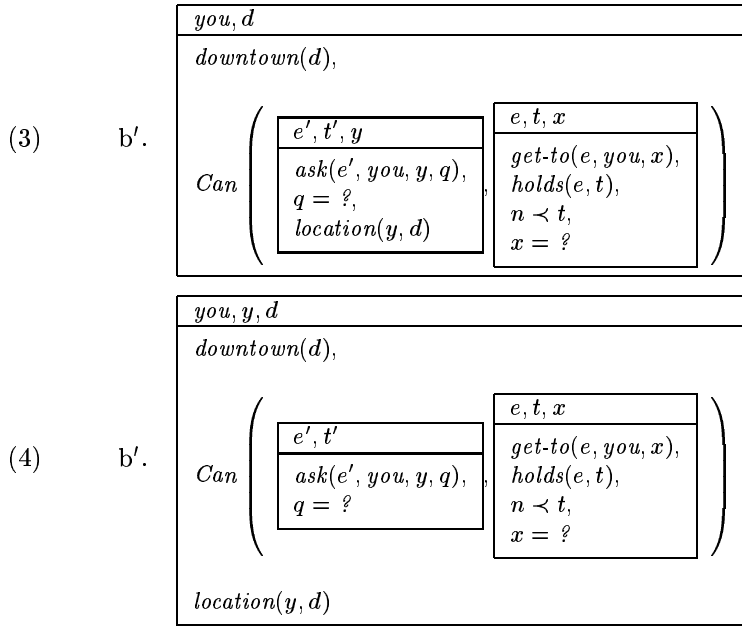 you, d
downtown(d),
(3) b′. Can ( e′, t′, y
ask(e′, you, y, q),
q = ?,
location(y, d)
,
e, t, x
get-to(e, you, x),
holds(e, t),
n ≺ t,
x = ? )
you, y, d
downtown(d),
(4) b′. Can ( e′, t′
ask(e′, you, y, q),
q = ?
,
e, t, x
get-to(e, you, x),
holds(e, t),
n ≺ t,
x = ? )
location(y, d)